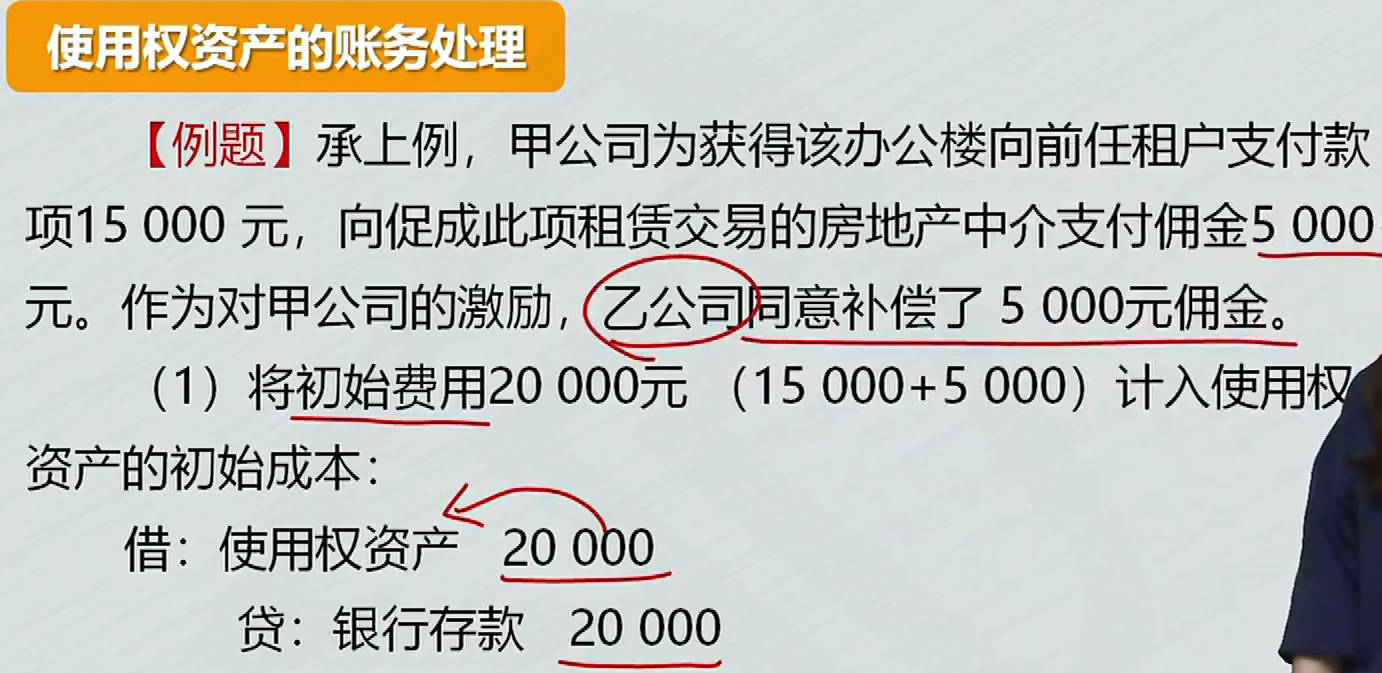 使用权资产的账务处理
【例题】承上例，甲公司为获得该办公楼向前任租户支付款
项15 000 元，向促成此项租赁交易的房地产中介支付佣金5 000
元。作为对甲公司的激励，乙公司同意补偿了 5 000元佣金。
（1）将初始费用20 000元 （15 000+5 000）计入使用权
资产的初始成本：
借：使用权资产 20 000
贷：银行存款 20 000